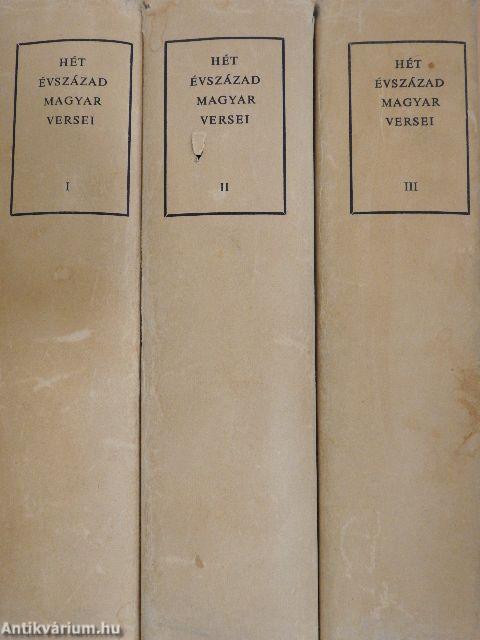 HÉT
ÉVSZÁZAD
MAGYAR
VERSEI
I
HÉT
ÉVSZÁZAD
MAGYAR
VERSEI
II
HÉT
ÉVSZÁZAD
MAGYAR
VERSEI
III
Antikvárium.hu